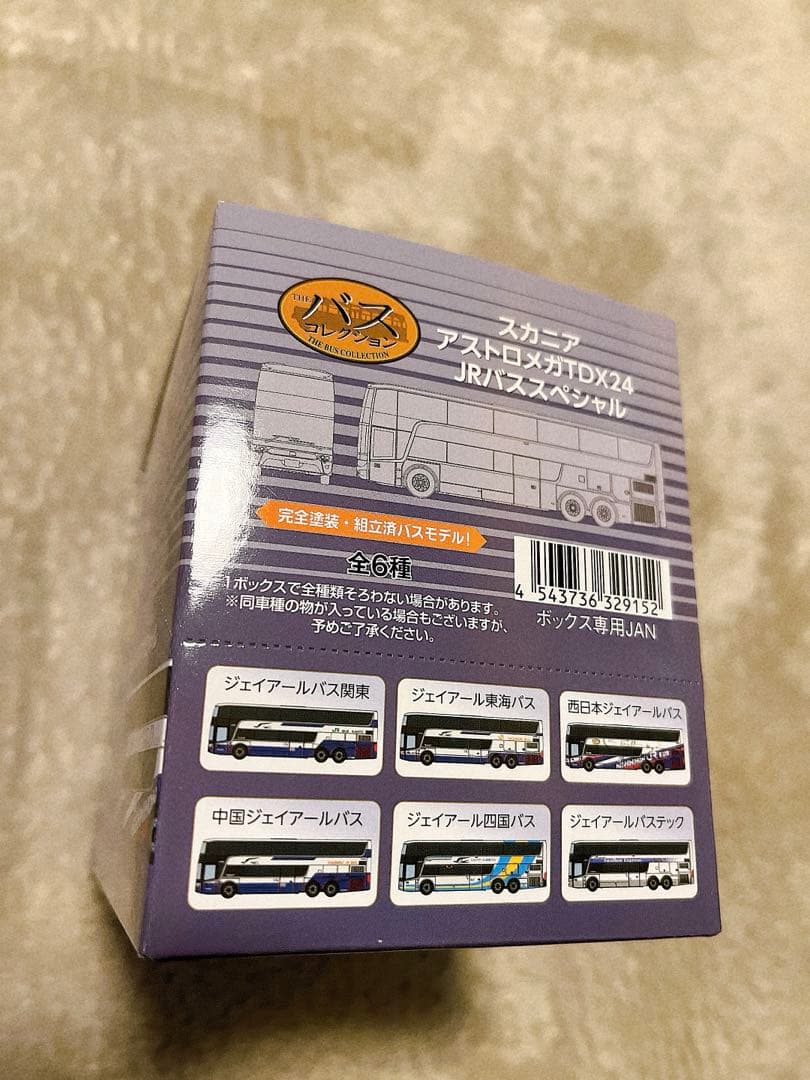 THE
バス
コレクション
THE BUS COLLECTION
スカニア
アストロメガTDX24
JRバススペシャル
完全塗装・組立済バスモデル!
全6種
1ボックスで全種類そろわない場合があります。
※同車種の物が入っている場合もございますが、
予めご了承ください。
4 543736 329152
ボックス専用JAN
ジェイアールバス関東
ジェイアール東海バス
西日本ジェイアールバス
中国ジェイアールバス
ジェイアール四国バス
ジェイアールバステック